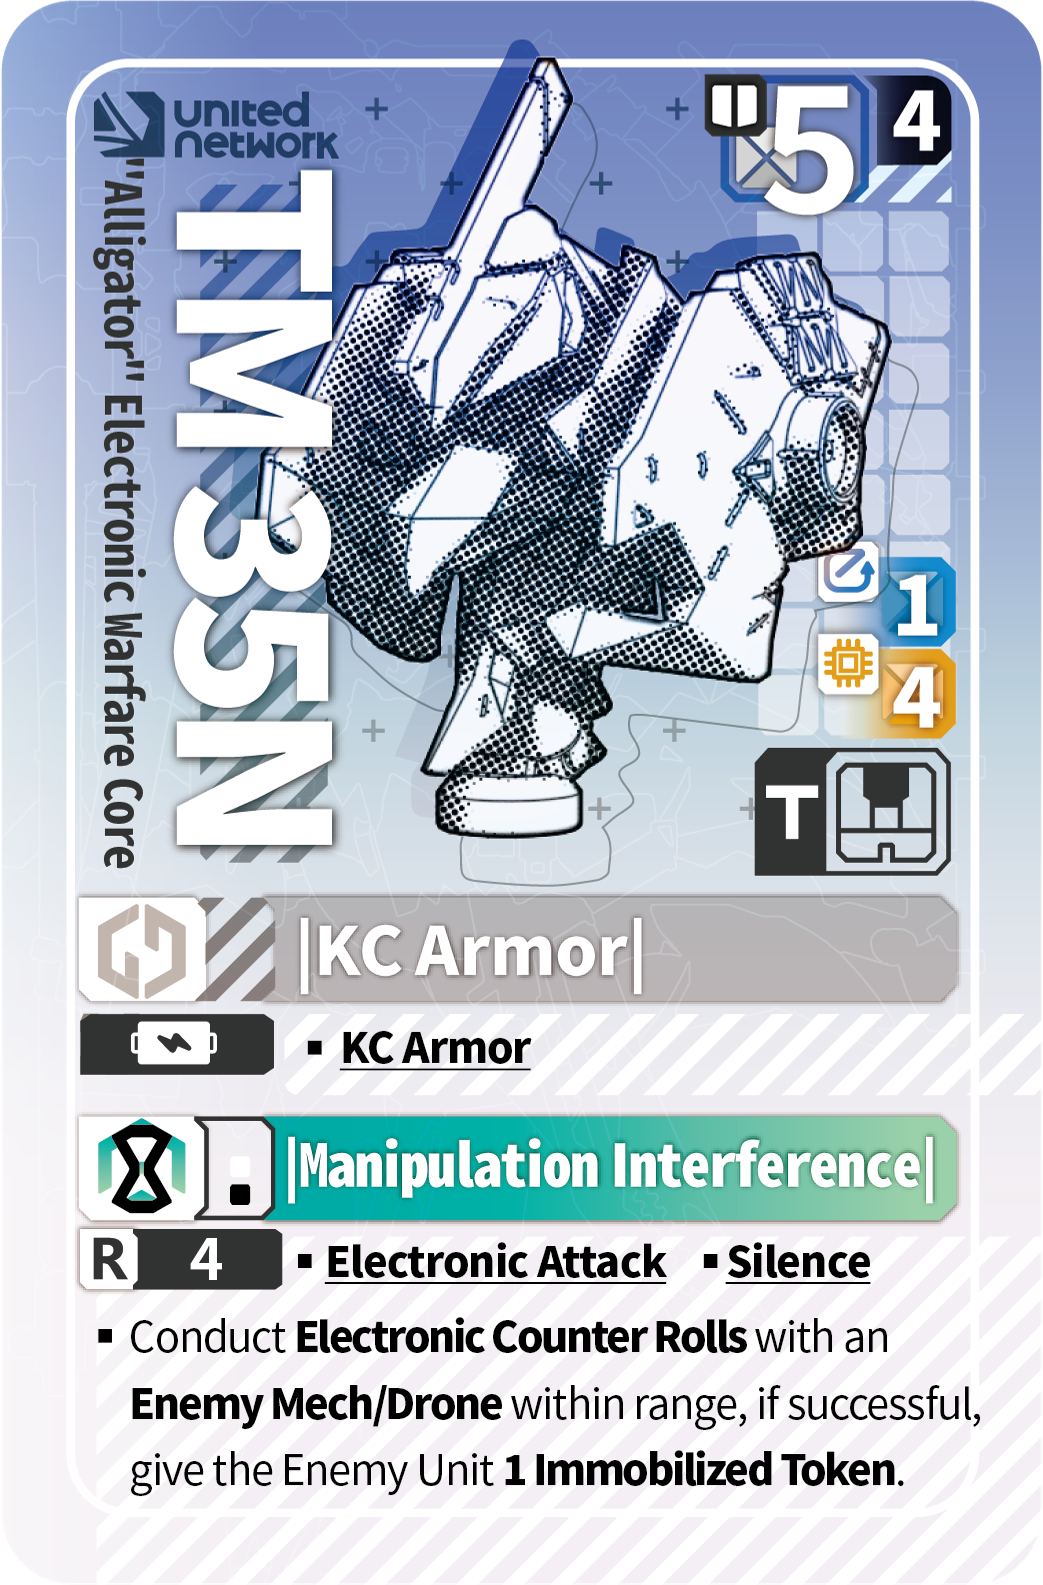 United
Network
5
4
TM35N
"Alligator" Electronic Warfare Core
1
4
T
|KC Armor|
▪ KC Armor
|Manipulation Interference|
R 4
▪ Electronic Attack ▪ Silence
▪ Conduct Electronic Counter Rolls with an
Enemy Mech/Drone within range, if successful,
give the Enemy Unit 1 Immobilized Token.